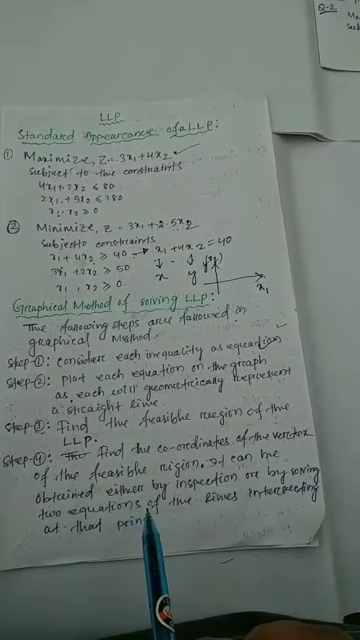 Q-2
LLP
Standard Appearance of a LLP:
① Maximize, Z = 3x1 + 4x2
Subject to the constraints
4x1 + 2x2 ≤ 80
2x1 + 5x2 ≤ 180
x1, x2 ≥ 0
② Minimize, Z = 3x1 + 2.5x2
Subject to constraints
x1 + 4x2 ≥ 40 → x1 + 4x2 = 40
3x1 + 2x2 ≥ 50 x y (x2)
x1, x2 ≥ 0 x1
Graphical Method of solving LLP:
The following steps are followed in
graphical Method.
Step-①: Consider each inequality as equation
Step-②: Plot each equation on the graph
as each will geometrically represent
a straight line.
Step-③: Find the feasible region of the
LLP.
Step-④: Find the co-ordinates of the vertex
of the feasible rigion. It can be
obtained either by inspection or by solving
two equations of the lines intersecting
at that